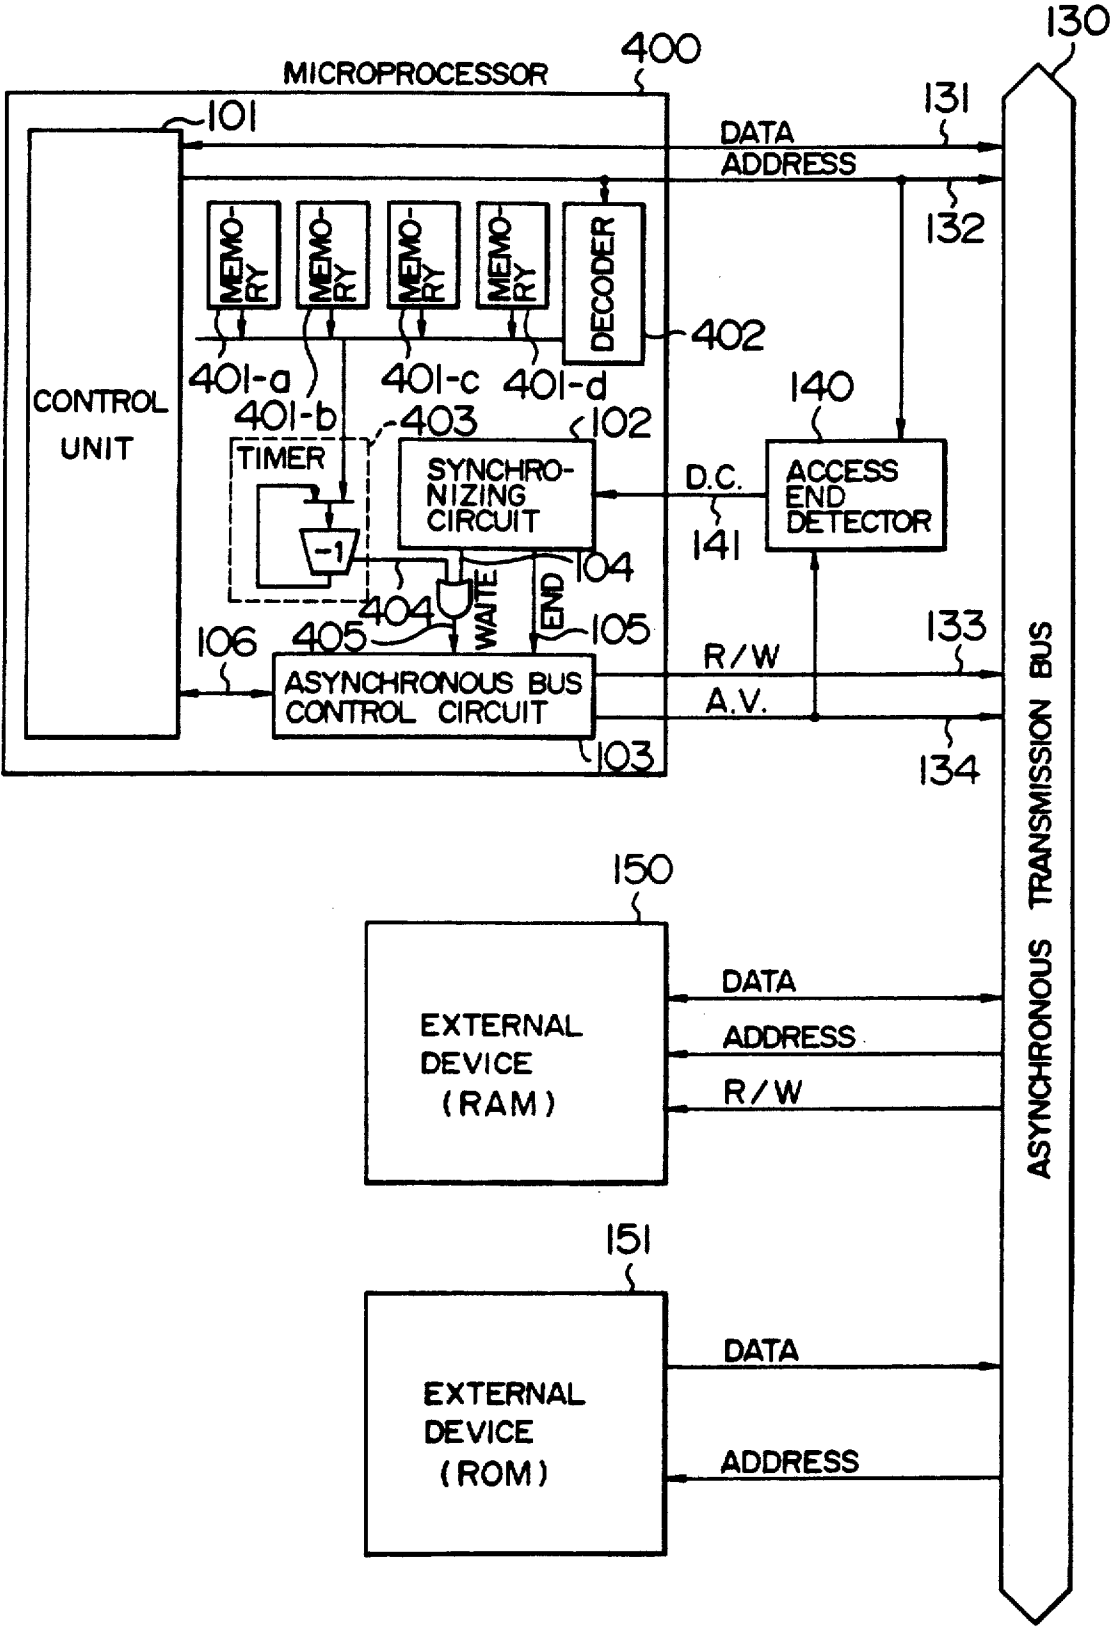 130
400
MICROPROCESSOR
101
131
DATA
ADDRESS
132
MEMO-
RY
MEMO-
RY
MEMO-
RY
MEMO-
RY
DECODER
402
401-a
401-c
401-d
401-b
403
102
140
CONTROL
UNIT
TIMER
SYNCHRO-
NIZING
CIRCUIT
D.C.
141
ACCESS
END
DETECTOR
-1
104
404
WAITE
END
405
105
106
ASYNCHRONOUS BUS
CONTROL CIRCUIT
R/W
133
A.V.
134
103
ASYNCHRONOUS TRANSMISSION BUS
150
EXTERNAL
DEVICE
(RAM)
DATA
ADDRESS
R/W
151
EXTERNAL
DEVICE
(ROM)
DATA
ADDRESS